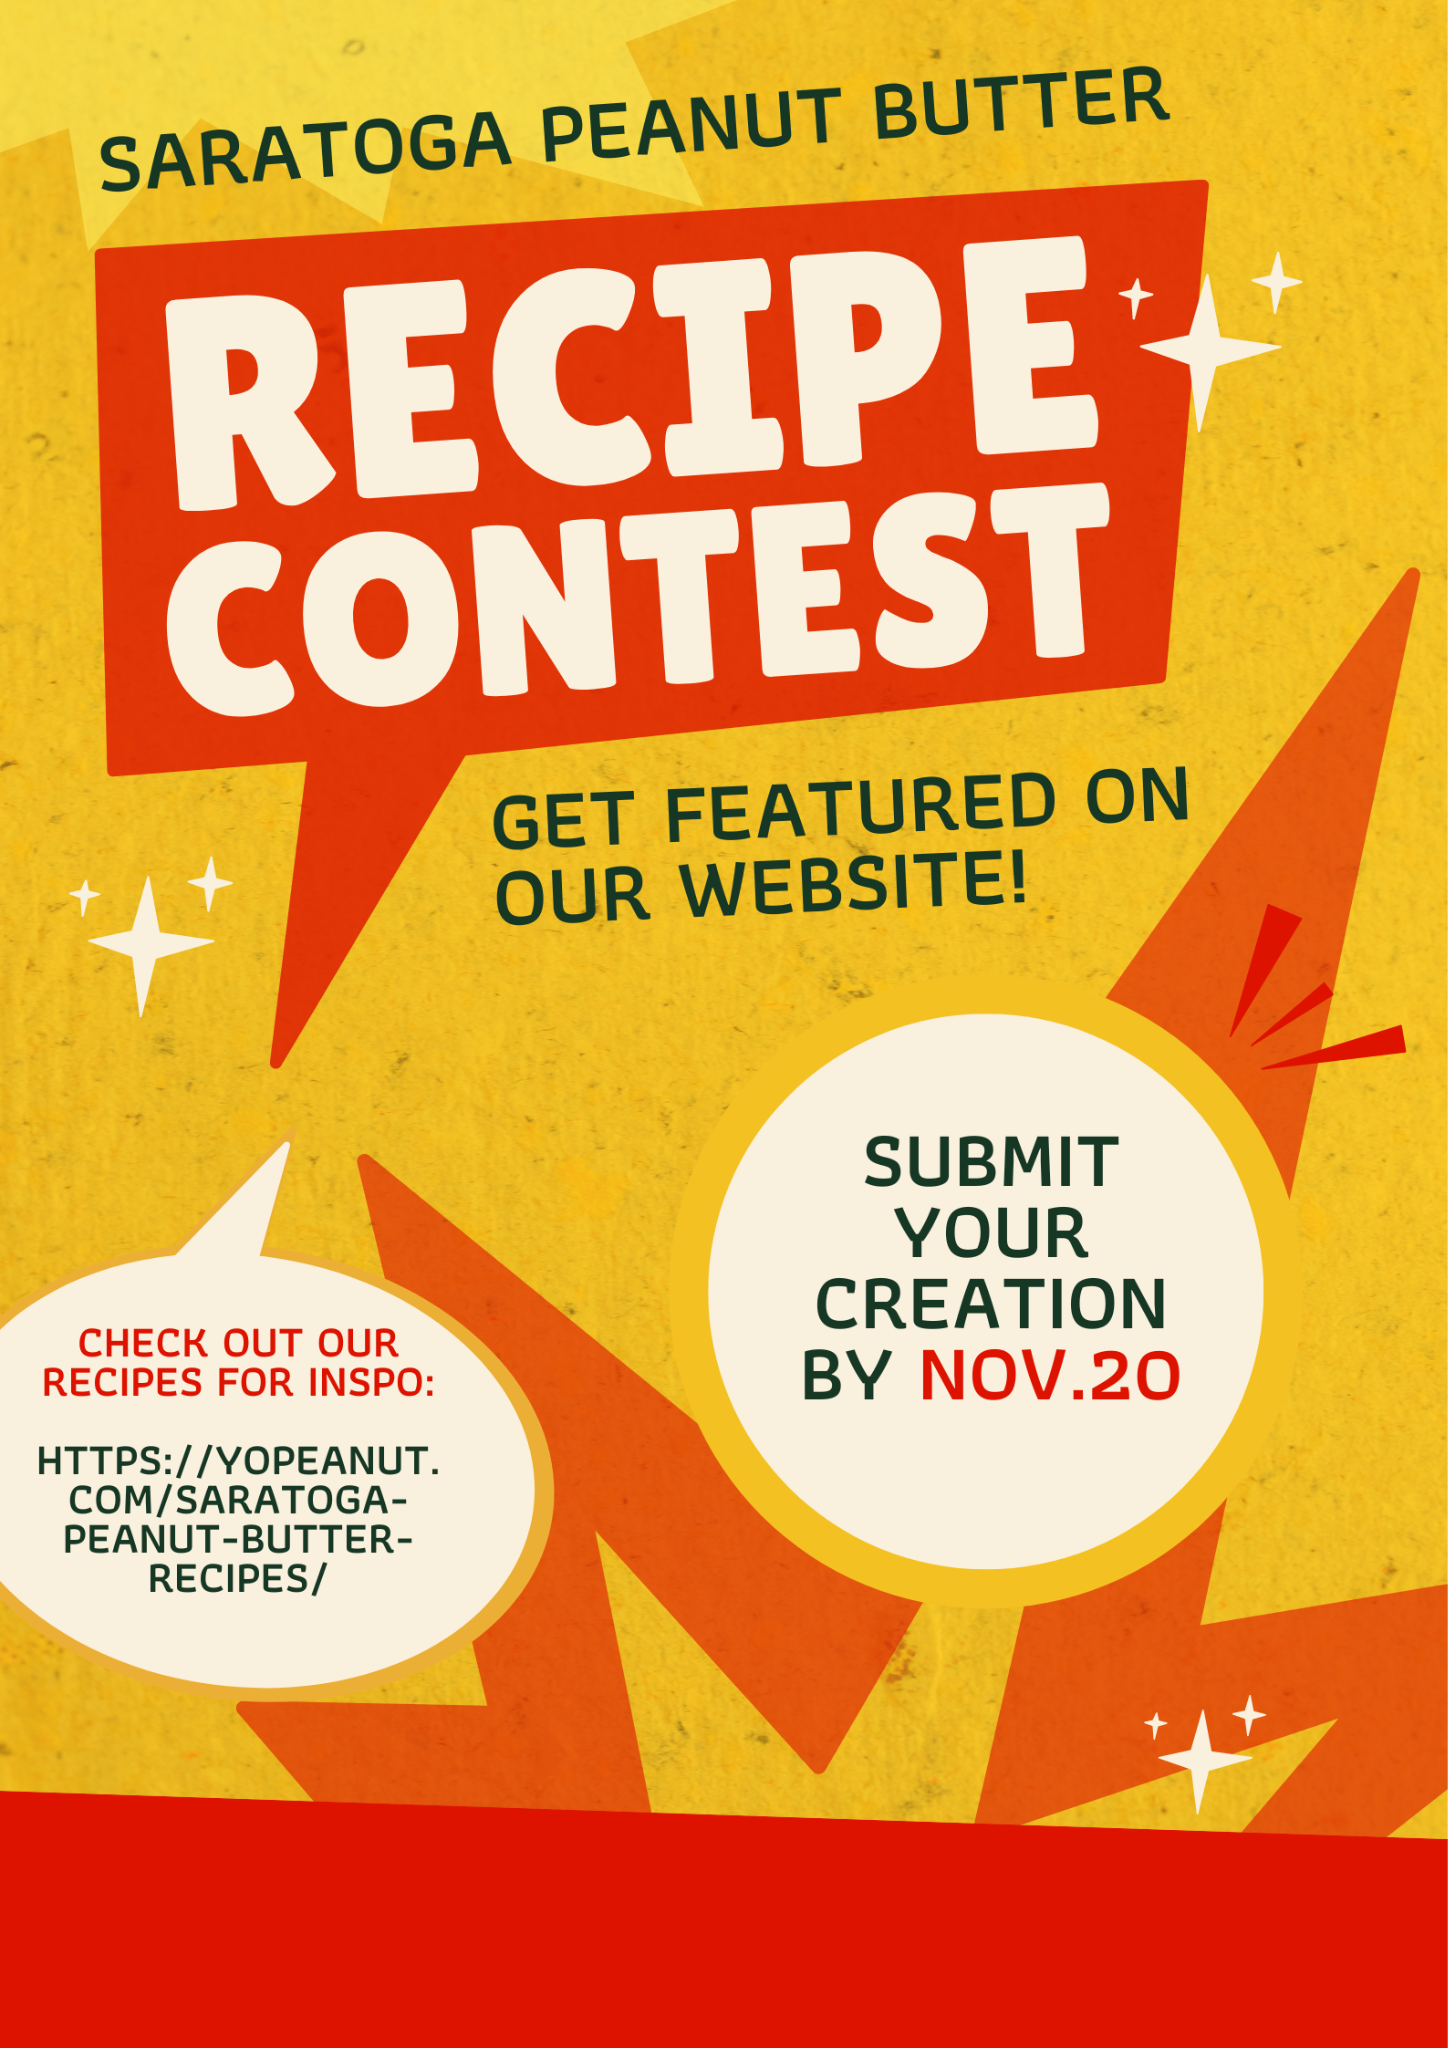 SARATOGA PEANUT BUTTER
RECIPE
CONTEST
GET FEATURED ON
OUR WEBSITE!
SUBMIT
YOUR
CREATION
BY NOV.20
CHECK OUT OUR
RECIPES FOR INSPO:
HTTPS://YOPEANUT.
COM/SARATOGA-
PEANUT-BUTTER-
RECIPES/